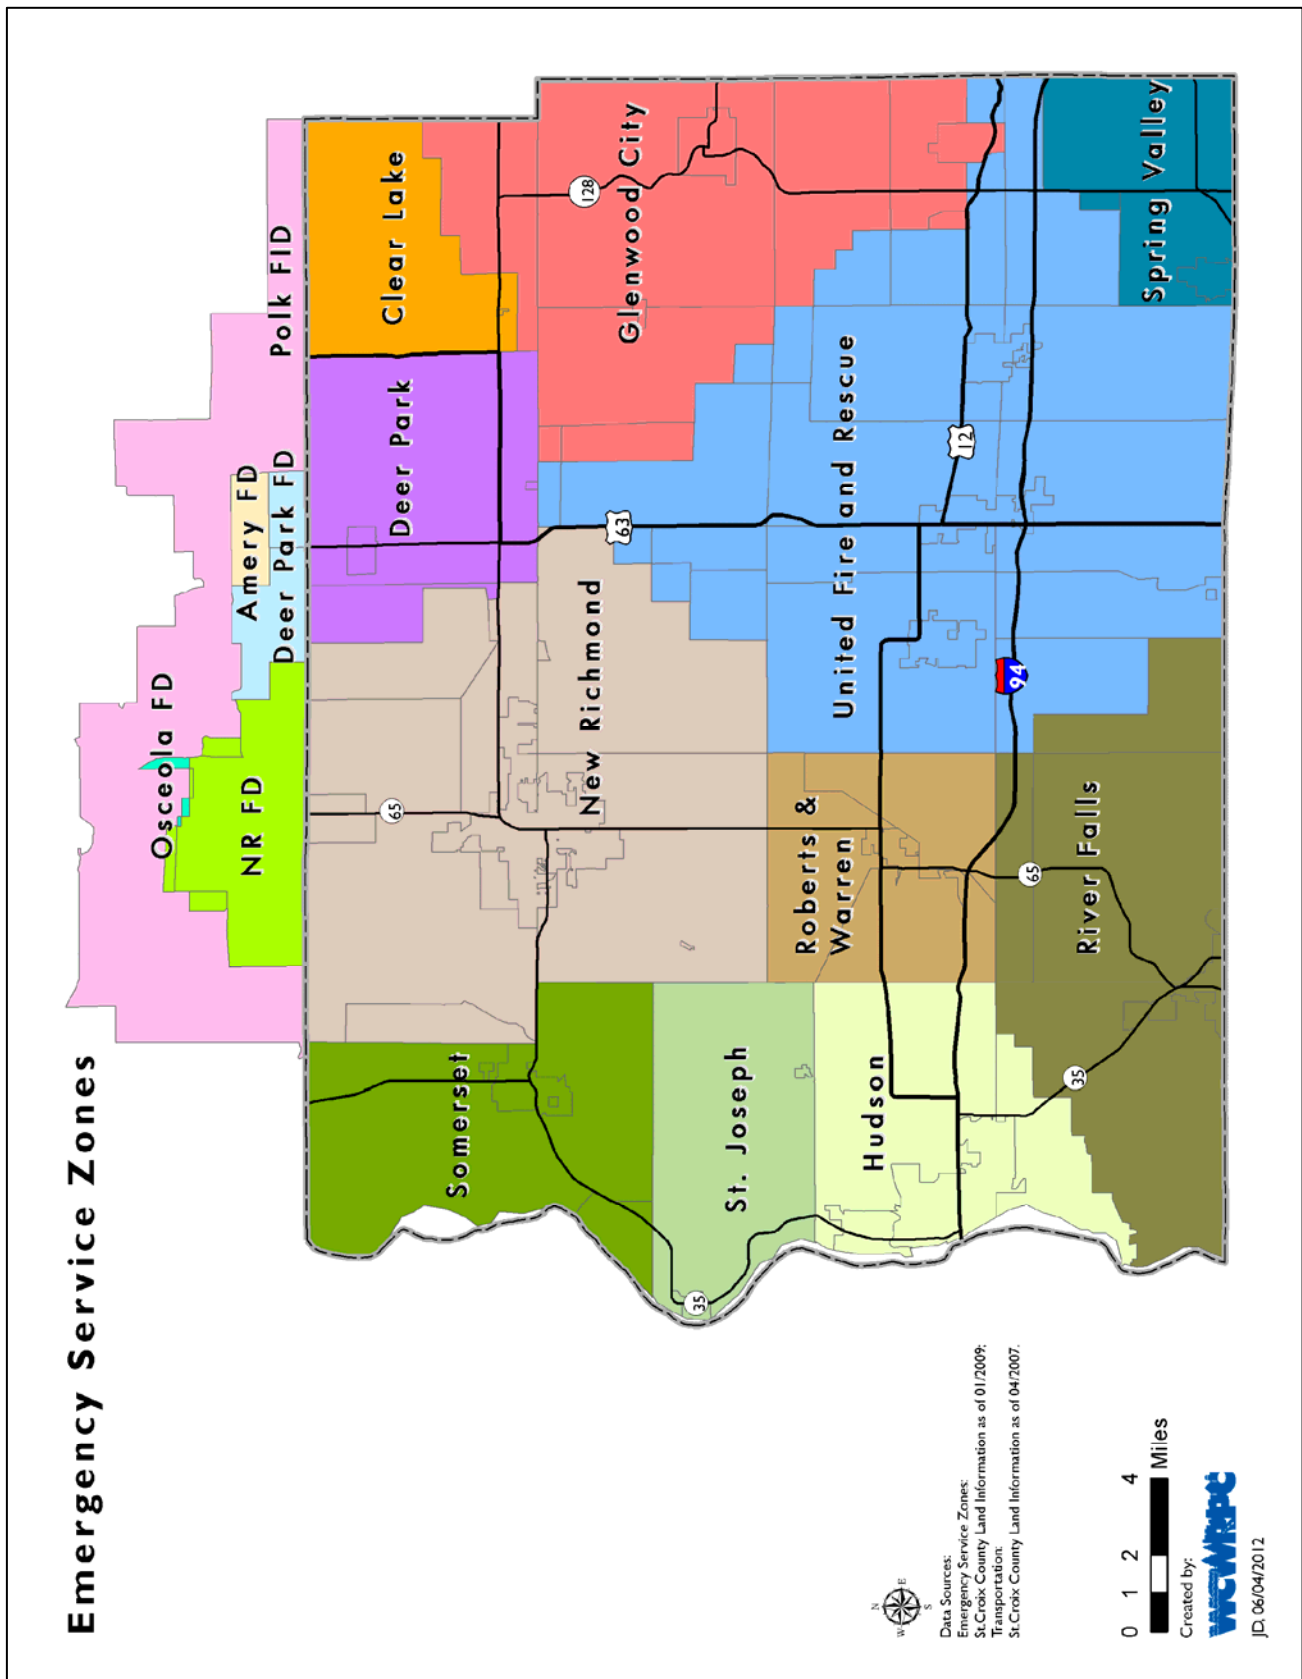 Emergency Service Zones
Osceola FD
NR FD
Amery FD
Deer Park FD
Polk FID
65
Somerset
Deer Park
Clear Lake
128
63
New Richmond
Glenwood City
35
St. Joseph
Roberts &
Warren
United Fire and Rescue
Hudson
12
94
65
35
River Falls
Spring Valley
N
W
E
S
Data Sources:
Emergency Service Zones:
St.Croix County Land Information as of 01/2009;
Transportation:
St.Croix County Land Information as of 04/2007.
0 1 2 4
Miles
Created by:
WCWRPC
JD, 06/04/2012